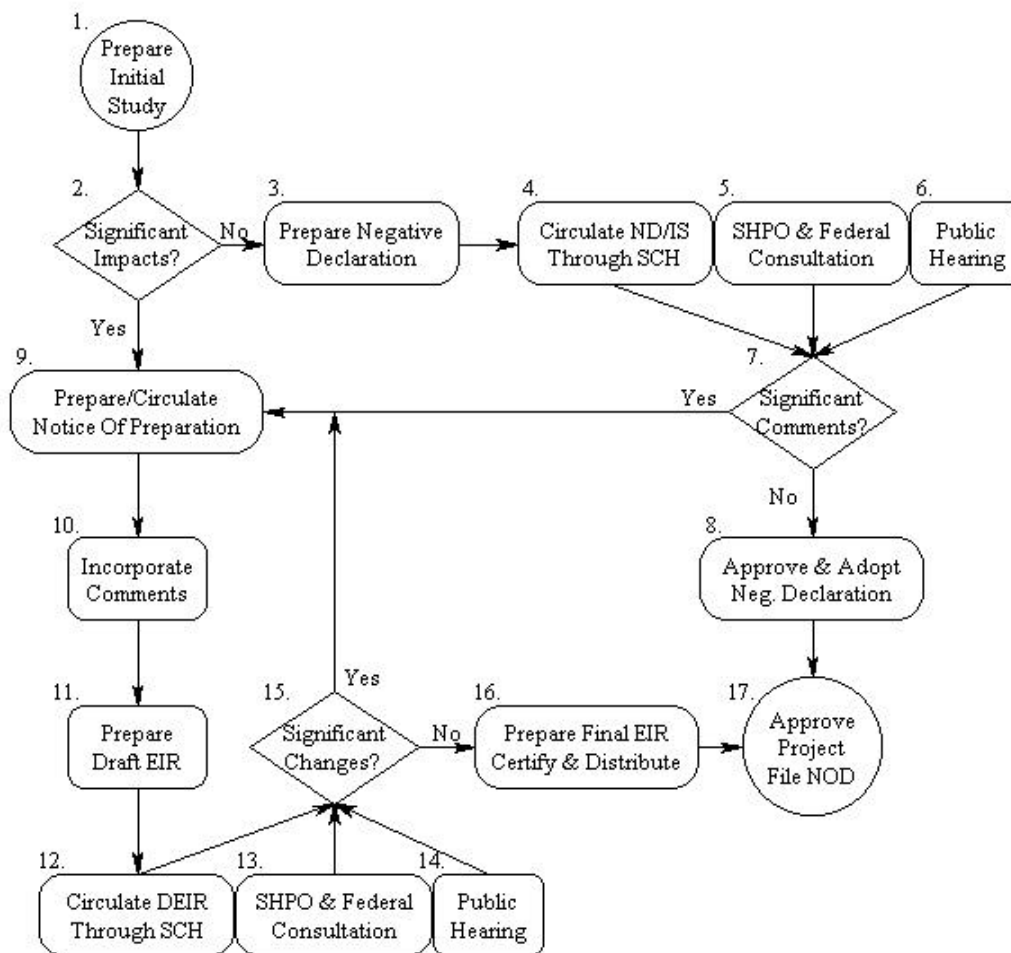 1.
Prepare
Initial
Study
2.
Significant
Impacts?
No
Yes
3.
Prepare Negative
Declaration
4.
Circulate ND/IS
Through SCH
5.
SHPO & Federal
Consultation
6.
Public
Hearing
7.
Significant
Comments?
Yes
No
8.
Approve & Adopt
Neg. Declaration
9.
Prepare/Circulate
Notice Of Preparation
10.
Incorporate
Comments
11.
Prepare
Draft EIR
12.
Circulate DEIR
Through SCH
13.
SHPO & Federal
Consultation
14.
Public
Hearing
15.
Significant
Changes?
Yes
No
16.
Prepare Final EIR
Certify & Distribute
17.
Approve
Project
File NOD